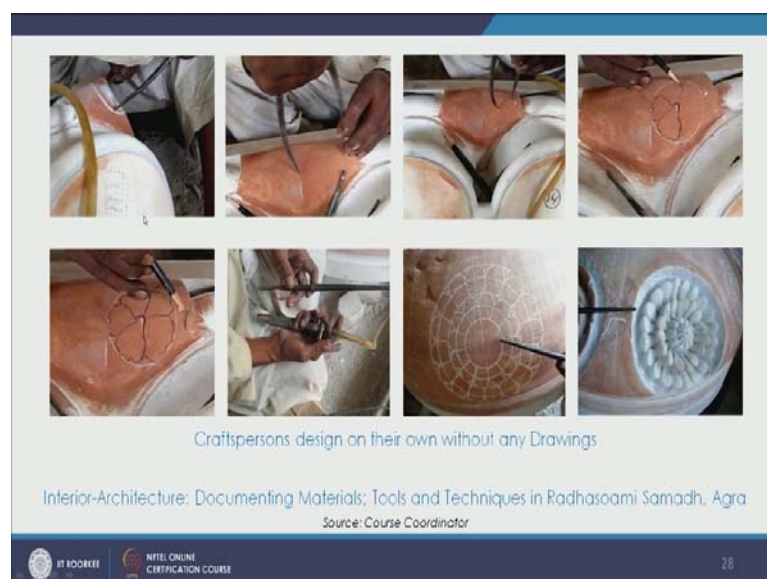 14
Craftspersons design on their own without any Drawings
Interior-Architecture: Documenting Materials; Tools and Techniques in Radhasoami Samadh, Agra
Source: Course Coordinator
IIT ROORKEE
NPTEL ONLINE
CERTIFICATION COURSE
28